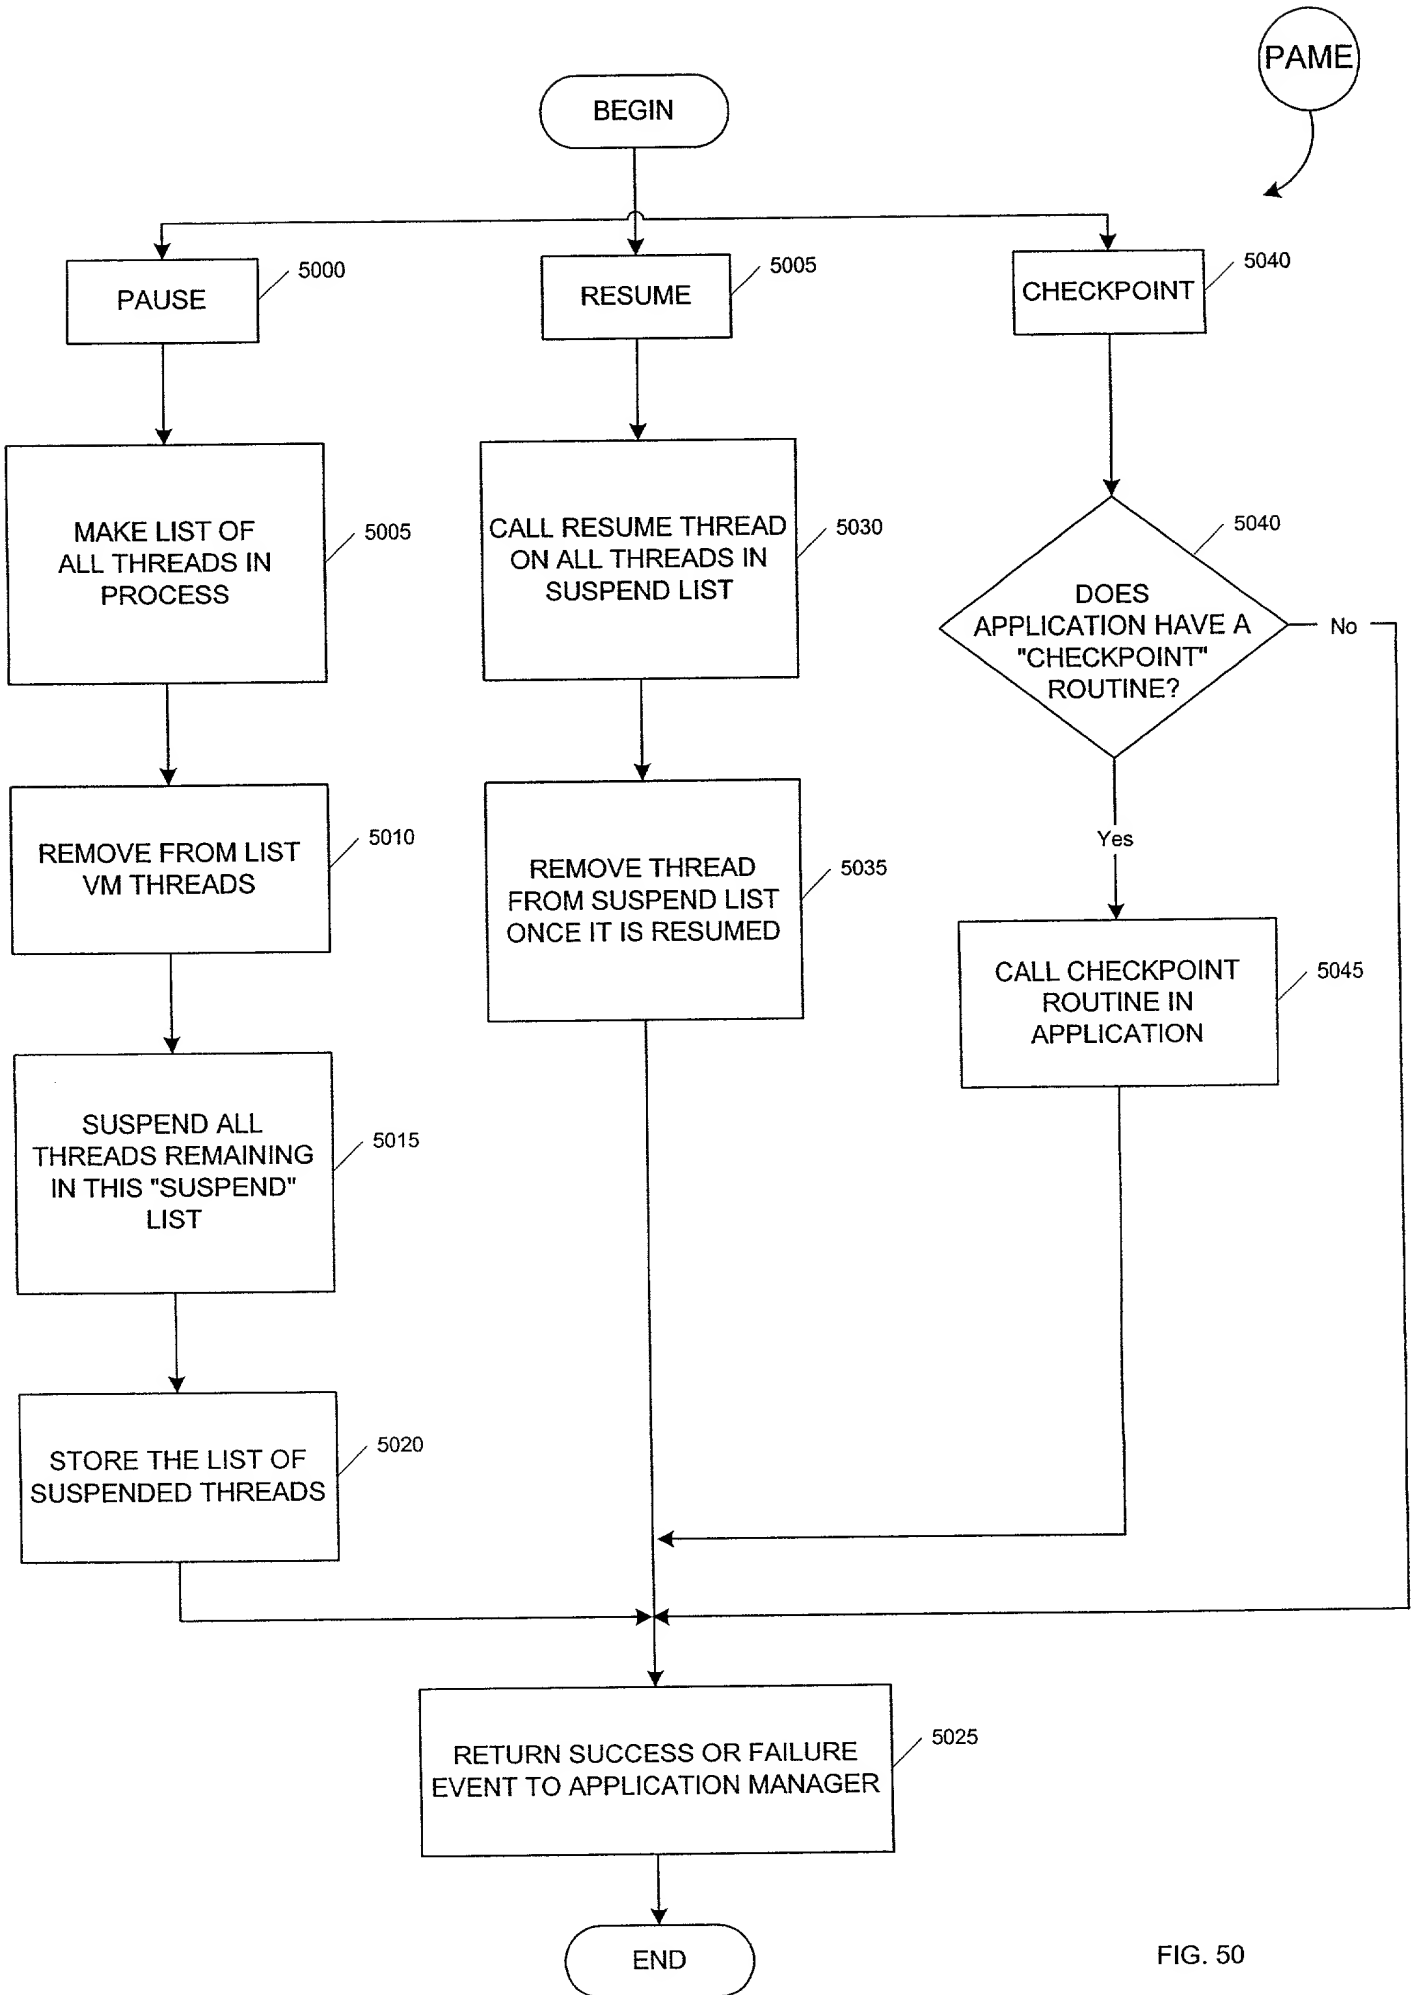 PAME
BEGIN
PAUSE
5000
RESUME
5005
CHECKPOINT
5040
MAKE LIST OF
ALL THREADS IN
PROCESS
5005
CALL RESUME THREAD
ON ALL THREADS IN
SUSPEND LIST
5030
DOES
APPLICATION HAVE A
"CHECKPOINT"
ROUTINE?
5040
No
Yes
REMOVE FROM LIST
VM THREADS
5010
REMOVE THREAD
FROM SUSPEND LIST
ONCE IT IS RESUMED
5035
CALL CHECKPOINT
ROUTINE IN
APPLICATION
5045
SUSPEND ALL
THREADS REMAINING
IN THIS "SUSPEND"
LIST
5015
STORE THE LIST OF
SUSPENDED THREADS
5020
RETURN SUCCESS OR FAILURE
EVENT TO APPLICATION MANAGER
5025
END
FIG. 50